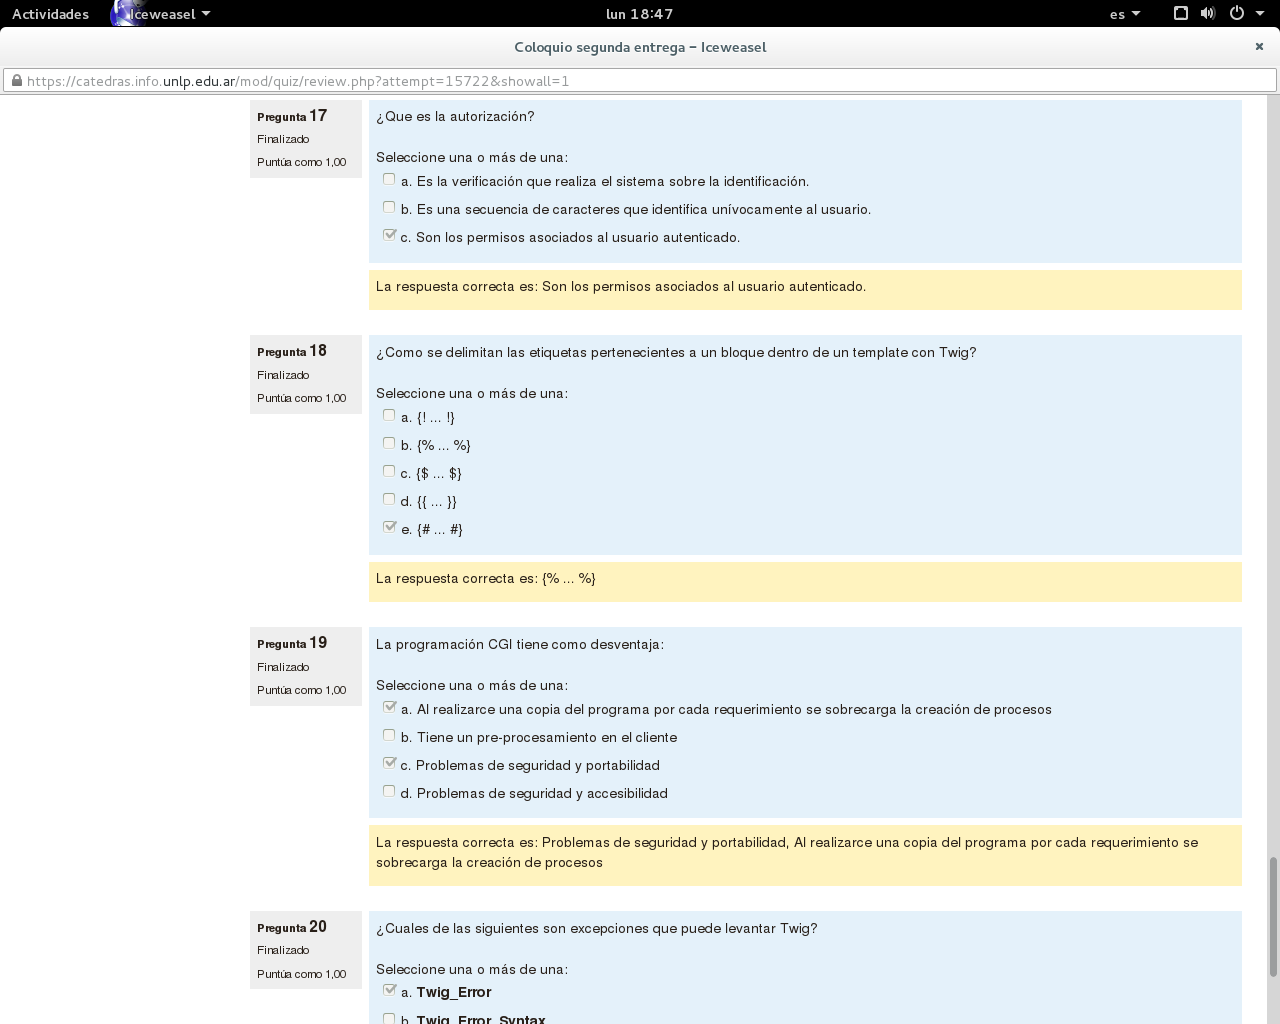 Actividades Iceweasel lun 18:47 es
Coloquio segunda entrega – Iceweasel
https://catedras.info.unlp.edu.ar/mod/quiz/review.php?attempt=15722&showall=1
Pregunta 17
Finalizado
Puntúa como 1,00
¿Que es la autorización?
Seleccione una o más de una:
a. Es la verificación que realiza el sistema sobre la identificación.
b. Es una secuencia de caracteres que identifica unívocamente al usuario.
c. Son los permisos asociados al usuario autenticado.
La respuesta correcta es: Son los permisos asociados al usuario autenticado.
Pregunta 18
Finalizado
Puntúa como 1,00
¿Como se delimitan las etiquetas pertenecientes a un bloque dentro de un template con Twig?
Seleccione una o más de una:
a. {! ... !}
b. {% ... %}
c. {$ ... $}
d. {{ ... }}
e. {# ... #}
La respuesta correcta es: {% ... %}
Pregunta 19
Finalizado
Puntúa como 1,00
La programación CGI tiene como desventaja:
Seleccione una o más de una:
a. Al realizarce una copia del programa por cada requerimiento se sobrecarga la creación de procesos
b. Tiene un pre-procesamiento en el cliente
c. Problemas de seguridad y portabilidad
d. Problemas de seguridad y accesibilidad
La respuesta correcta es: Problemas de seguridad y portabilidad, Al realizarce una copia del programa por cada requerimiento se
sobrecarga la creación de procesos
Pregunta 20
Finalizado
Puntúa como 1,00
¿Cuales de las siguientes son excepciones que puede levantar Twig?
Seleccione una o más de una:
a. Twig_Error
b. Twig_Error_Syntax